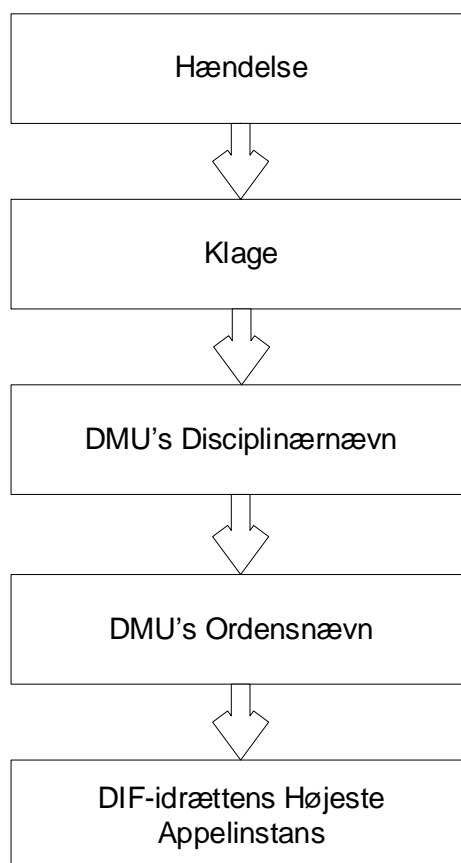 Hændelse
Klage
DMU's Disciplinærnævn
DMU's Ordensnævn
DIF-idrættens Højeste
Appelinstans